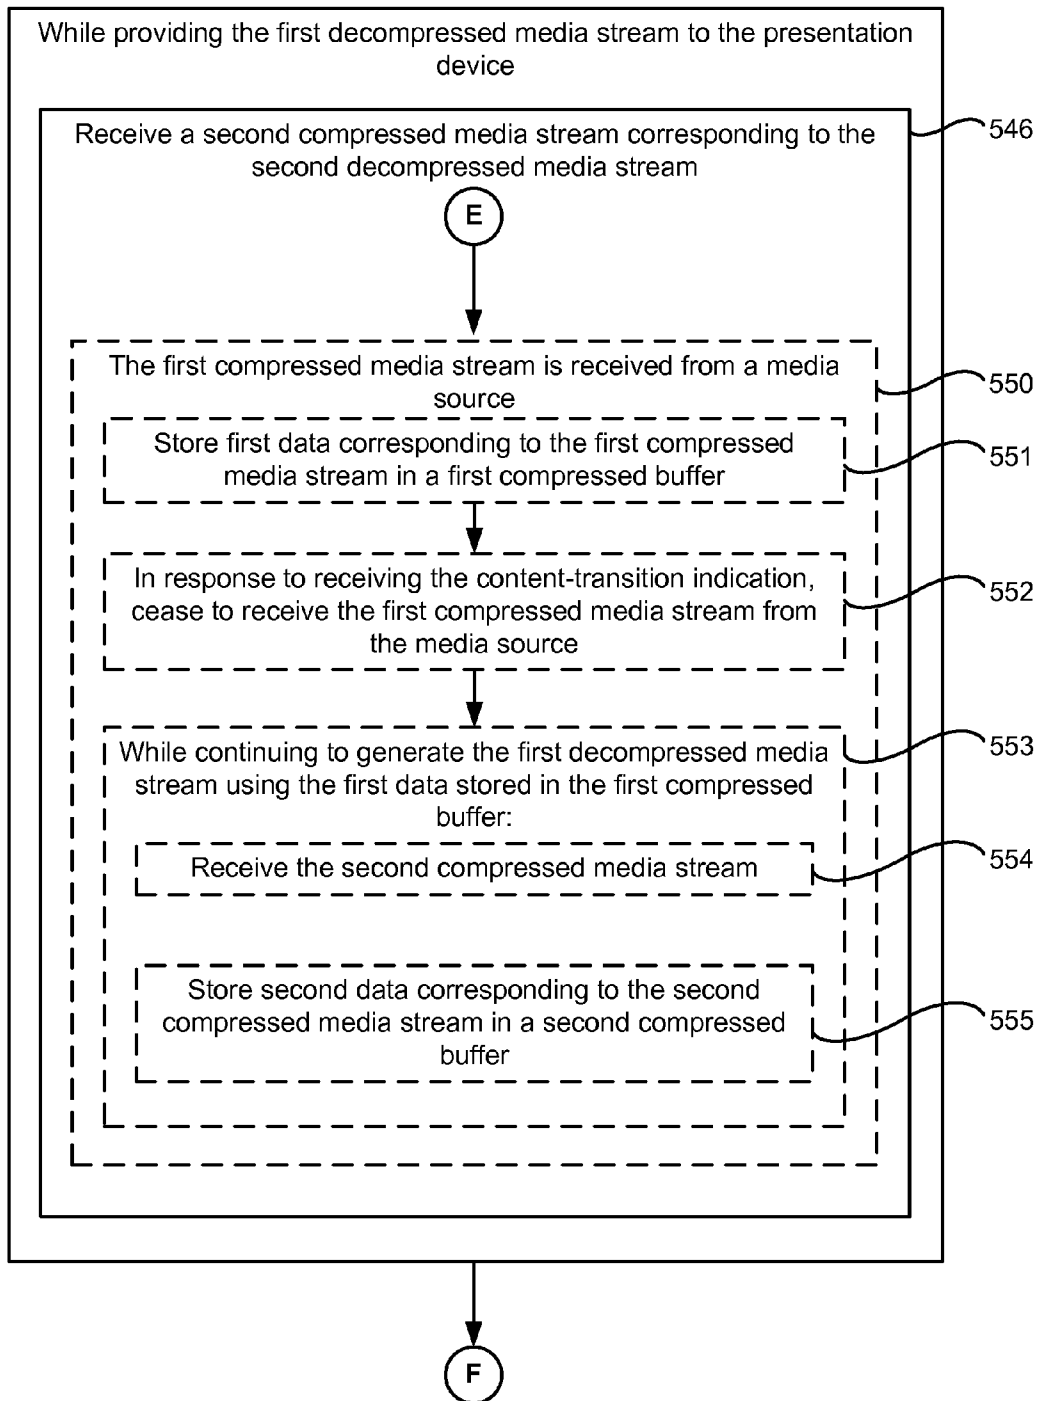 While providing the first decompressed media stream to the presentation
device
Receive a second compressed media stream corresponding to the
second decompressed media stream
546
E
The first compressed media stream is received from a media
source
550
Store first data corresponding to the first compressed
media stream in a first compressed buffer
551
In response to receiving the content-transition indication,
cease to receive the first compressed media stream from
the media source
552
While continuing to generate the first decompressed media
stream using the first data stored in the first compressed
buffer:
553
Receive the second compressed media stream
554
Store second data corresponding to the second
compressed media stream in a second compressed
buffer
555
F